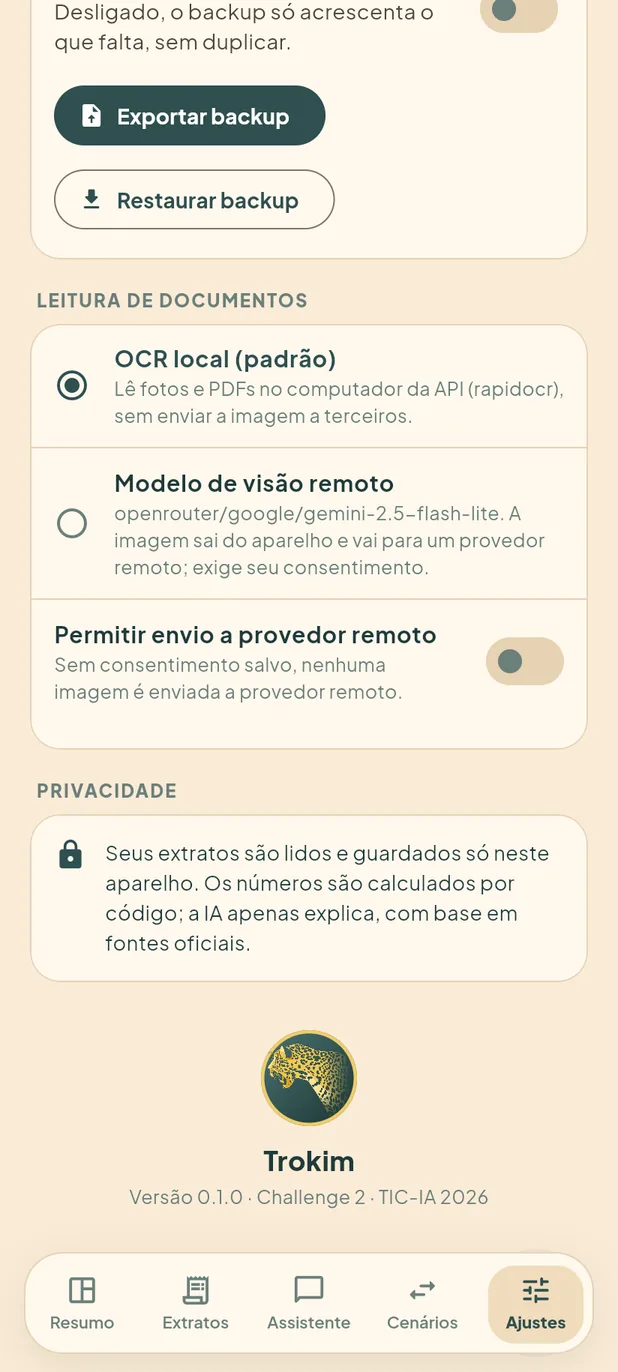 Desligado, o backup só acrescenta o
que falta, sem duplicar.
Exportar backup
Restaurar backup
LEITURA DE DOCUMENTOS
OCR local (padrão)
Lê fotos e PDFs no computador da API (rapidocr),
sem enviar a imagem a terceiros.
Modelo de visão remoto
openrouter/google/gemini-2.5-flash-lite. A
imagem sai do aparelho e vai para um provedor
remoto; exige seu consentimento.
Permitir envio a provedor remoto
Sem consentimento salvo, nenhuma
imagem é enviada a provedor remoto.
PRIVACIDADE
Seus extratos são lidos e guardados só neste
aparelho. Os números são calculados por
código; a IA apenas explica, com base em
fontes oficiais.
Trokim
Versão 0.1.0 · Challenge 2 · TIC-IA 2026
Resumo
Extratos
Assistente
Cenários
Ajustes